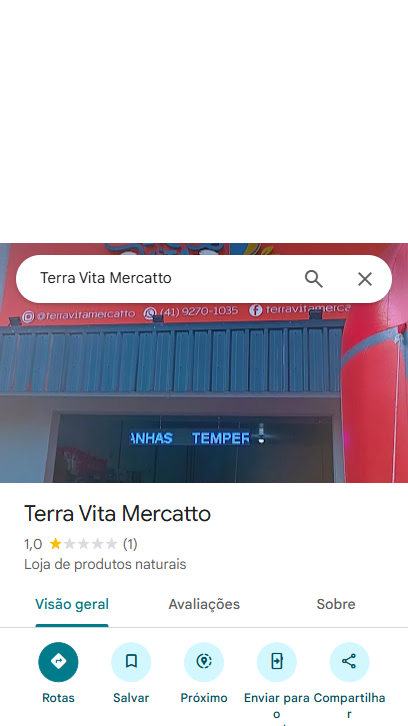 Terra Vita Mercatto
@terravitamercatto (41) 9270-1035 terravitamerca
ANHAS TEMPER
Terra Vita Mercatto
1,0 (1)
Loja de produtos naturais
Visão geral Avaliações Sobre
Rotas Salvar Próximo Enviar para o Compartilhar